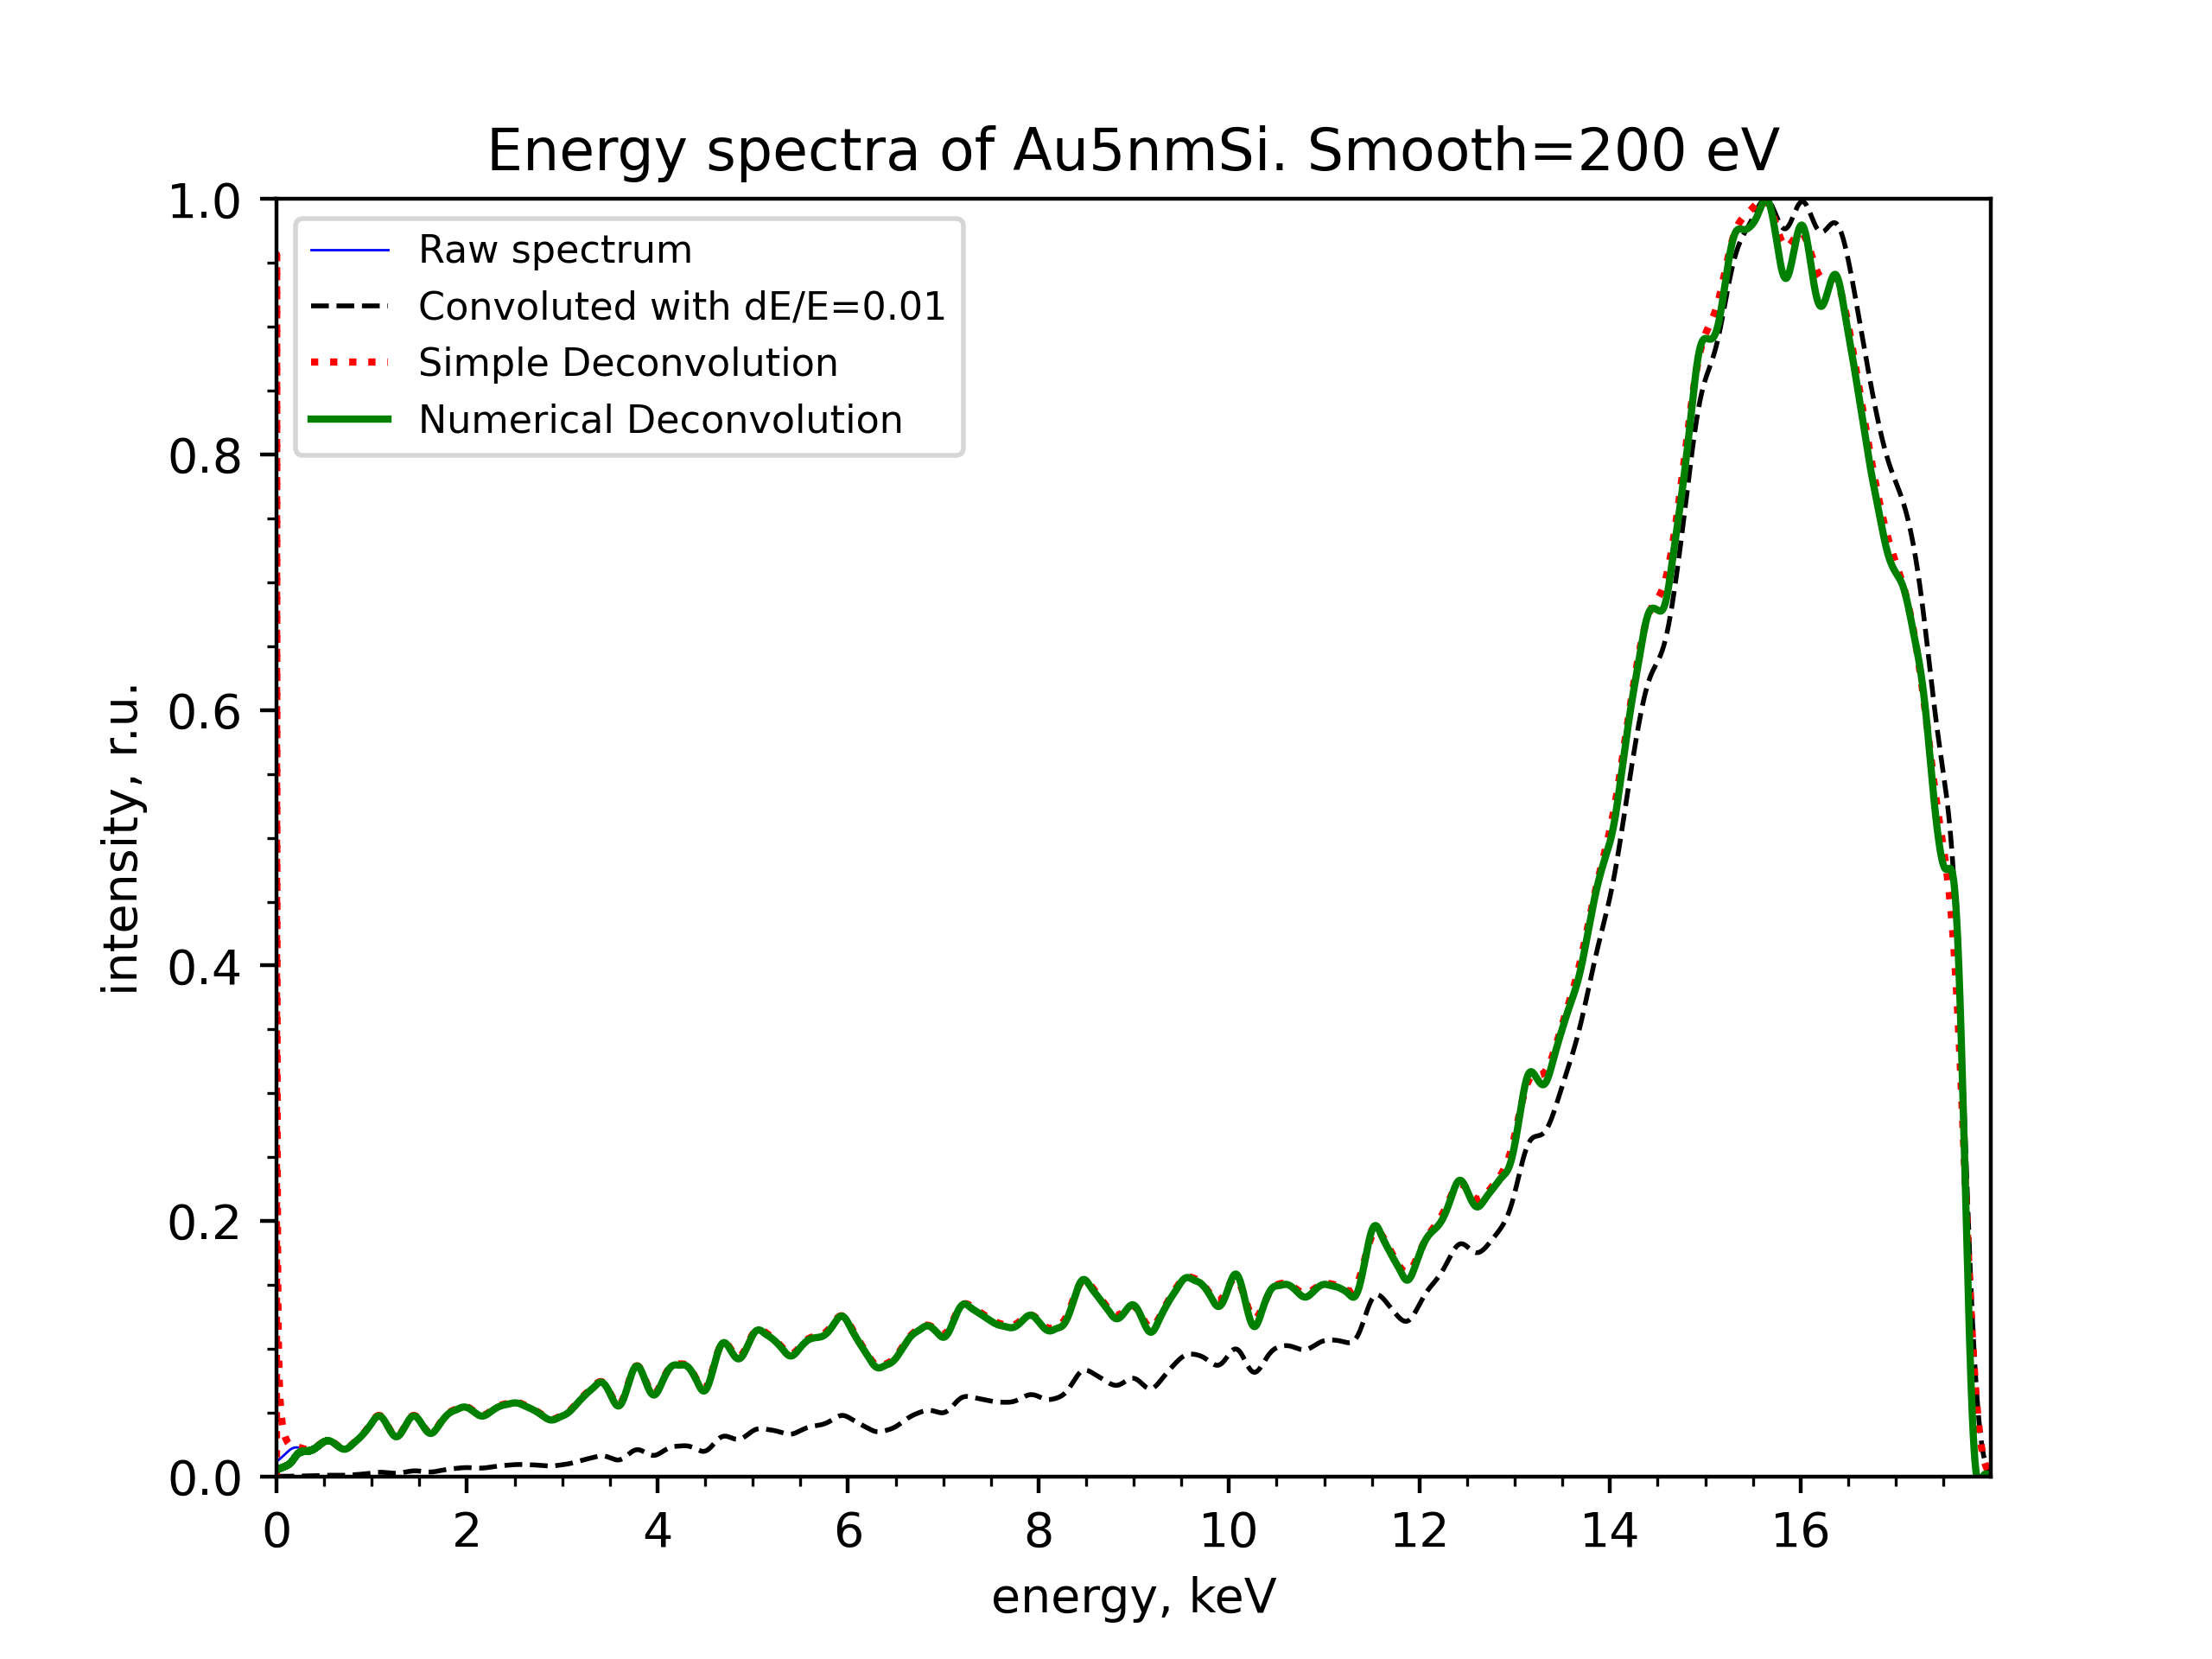 Energy spectra of Au5nmSi. Smooth=200 eV
1.0
0.8
0.6
0.4
0.2
0.0
intensity, r.u.
Raw spectrum
Convoluted with dE/E=0.01
Simple Deconvolution
Numerical Deconvolution
0 2 4 6 8 10 12 14 16
energy, keV